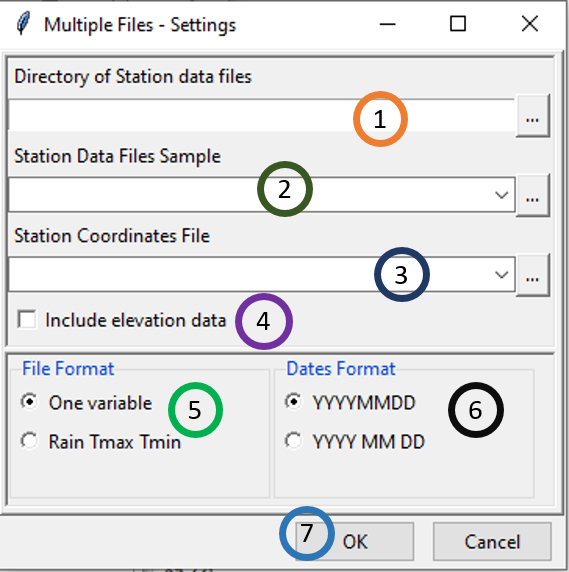 Multiple Files - Settings
Directory of Station data files
1
...
Station Data Files Sample
2
...
Station Coordinates File
3
...
Include elevation data 4
File Format Dates Format
One variable 5 YYYYMMDD 6
Rain Tmax Tmin YYYY MM DD
7 OK Cancel